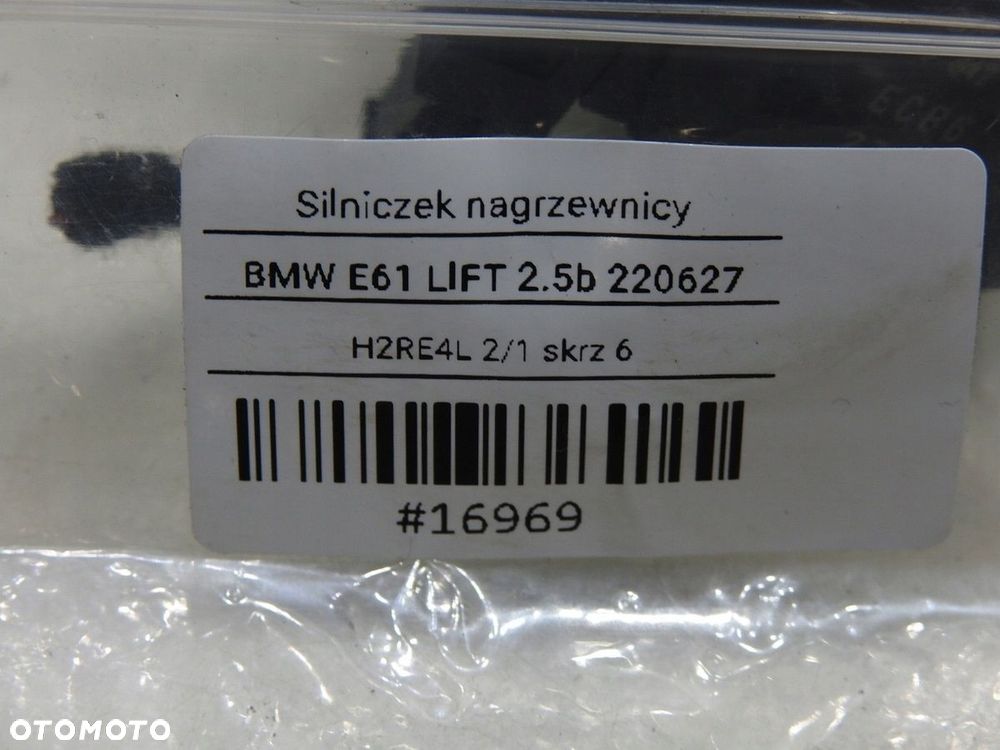 Silniczek nagrzewnicy
BMW E61 LIFT 2.5b 220627
H2RE4L 2/1 skrz 6
#16969
OTOMOTO